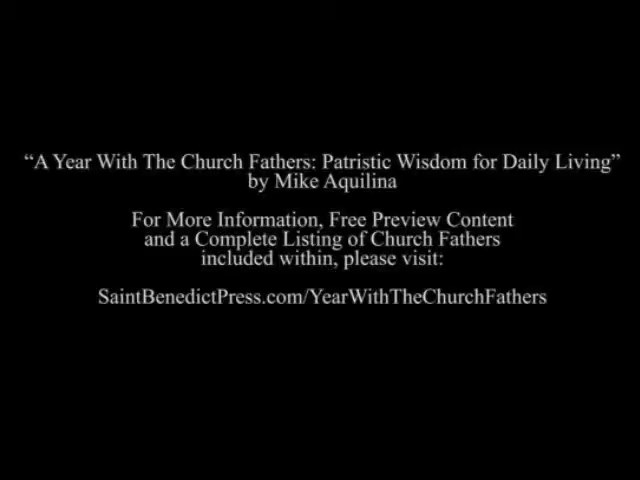 “A Year With The Church Fathers: Patristic Wisdom for Daily Living”
by Mike Aquilina
For More Information, Free Preview Content
and a Complete Listing of Church Fathers
included within, please visit:
SaintBenedictPress.com/YearWithTheChurchFathers